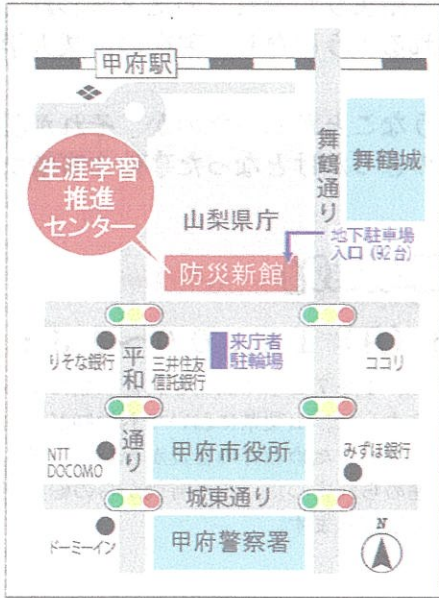 甲府駅
生涯学習
推進
センター
舞鶴通り
舞鶴城
山梨県庁
地下駐車場
入口(92台)
防災新館
りそな銀行
平和通り
三井住友
信託銀行
来庁者
駐輪場
ココリ
NTT
DOCOMO
甲府市役所
みずほ銀行
城東通り
ドーミーイン
甲府警察署
N